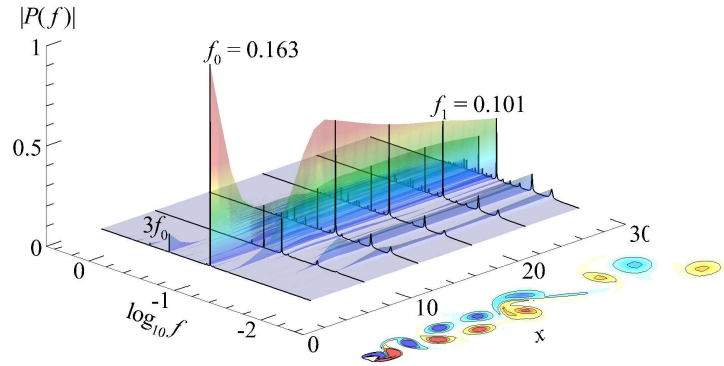 |P(f)|
1
f₀ = 0.163
f₁ = 0.101
0.5
3f₀
0
0
-1
-2
log₁₀ f
0
10
20
30
x